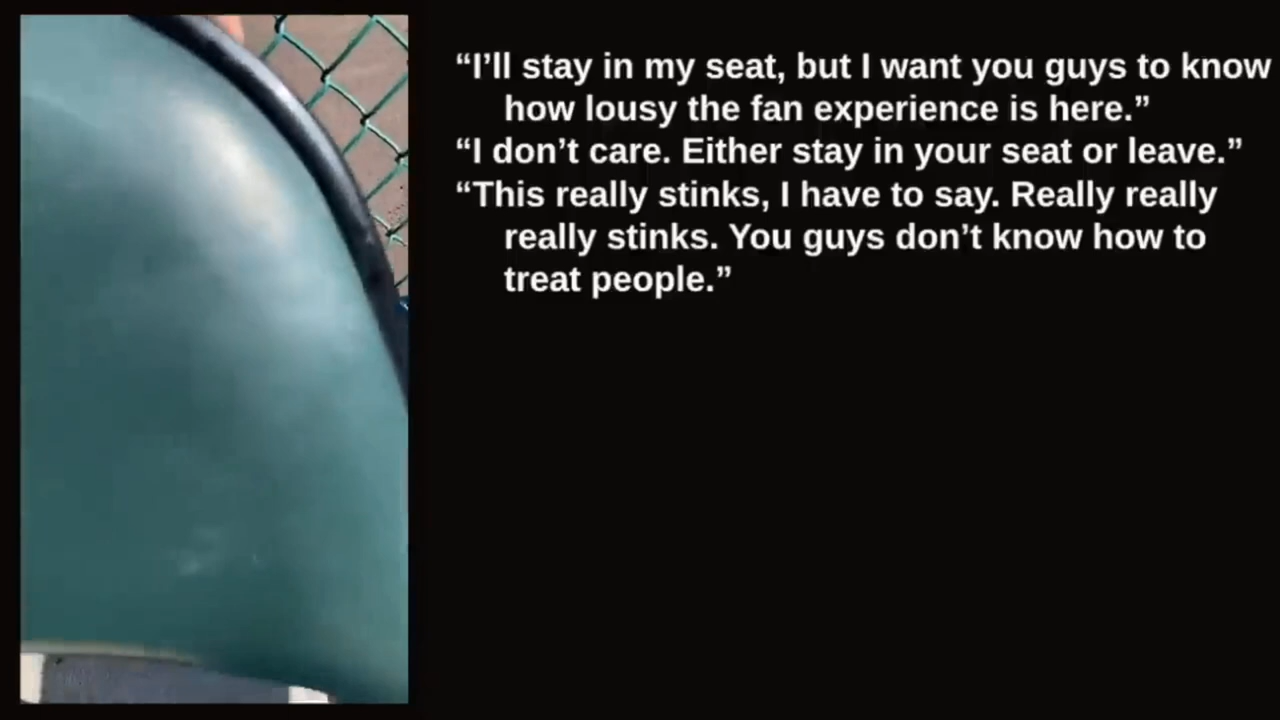 “I’ll stay in my seat, but I want you guys to know
how lousy the fan experience is here.”
“I don’t care. Either stay in your seat or leave.”
“This really stinks, I have to say. Really really
really stinks. You guys don’t know how to
treat people.”